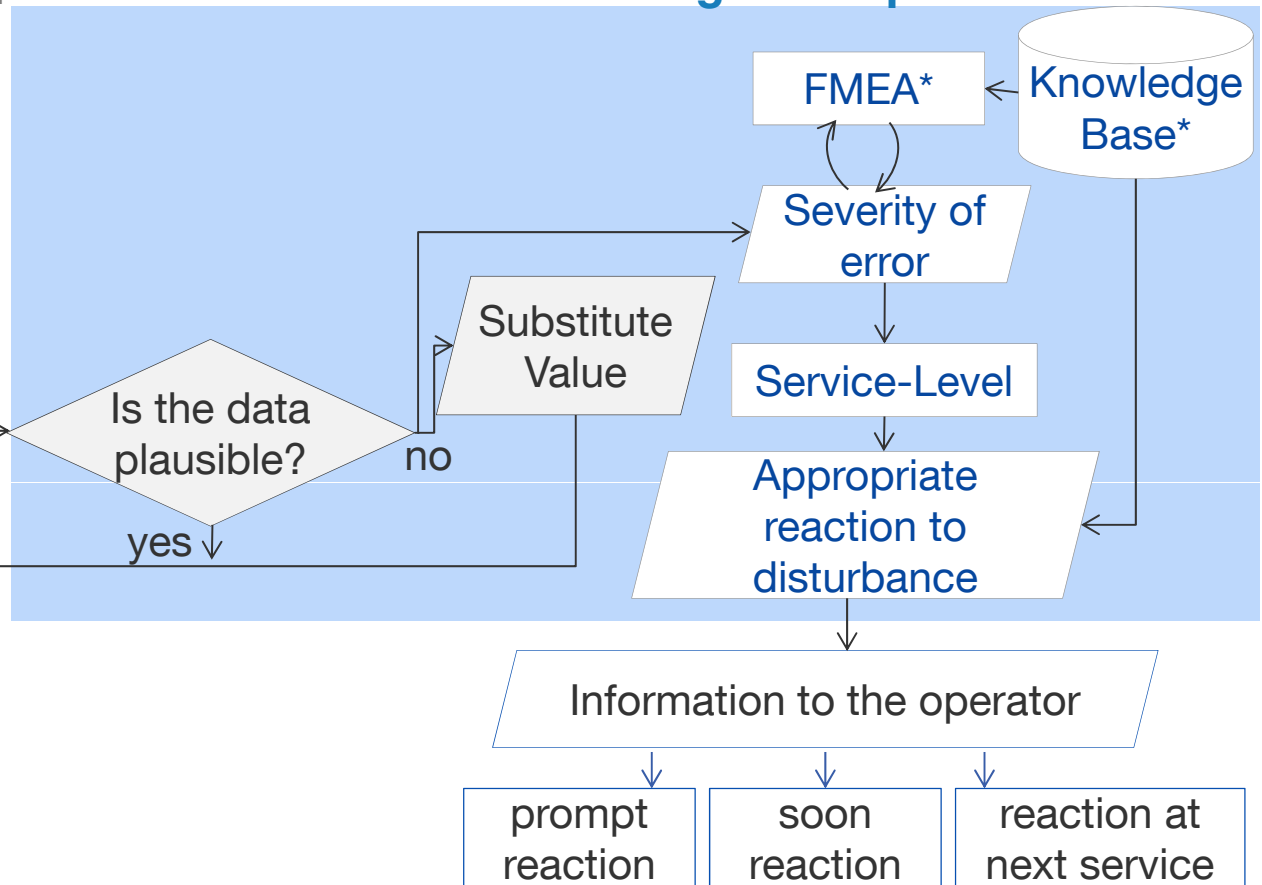 FMEA*
Knowledge
Base*
Severity of
error
Substitute
Value
Service-Level
Is the data
plausible?
no
yes
Appropriate
reaction to
disturbance
Information to the operator
prompt
reaction
soon
reaction
reaction at
next service